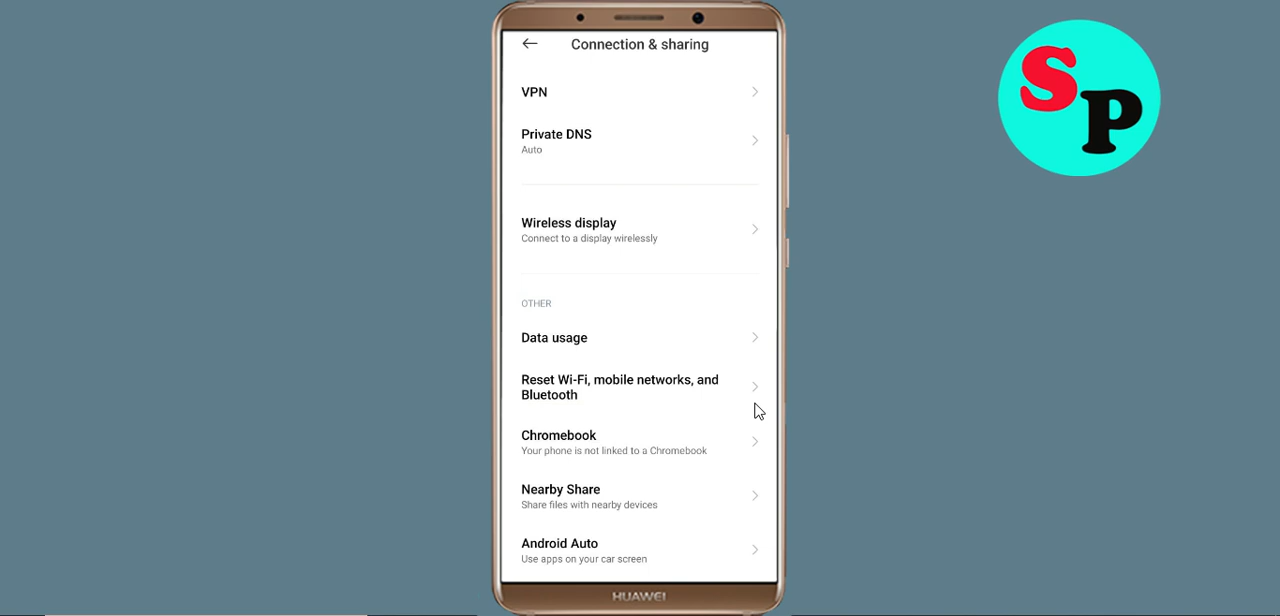 Connection & sharing
VPN
Private DNS
Auto
Wireless display
Connect to a display wirelessly
OTHER
Data usage
Reset Wi-Fi, mobile networks, and
Bluetooth
Chromebook
Your phone is not linked to a Chromebook
Nearby Share
Share files with nearby devices
Android Auto
Use apps on your car screen
HUAWEI
SP